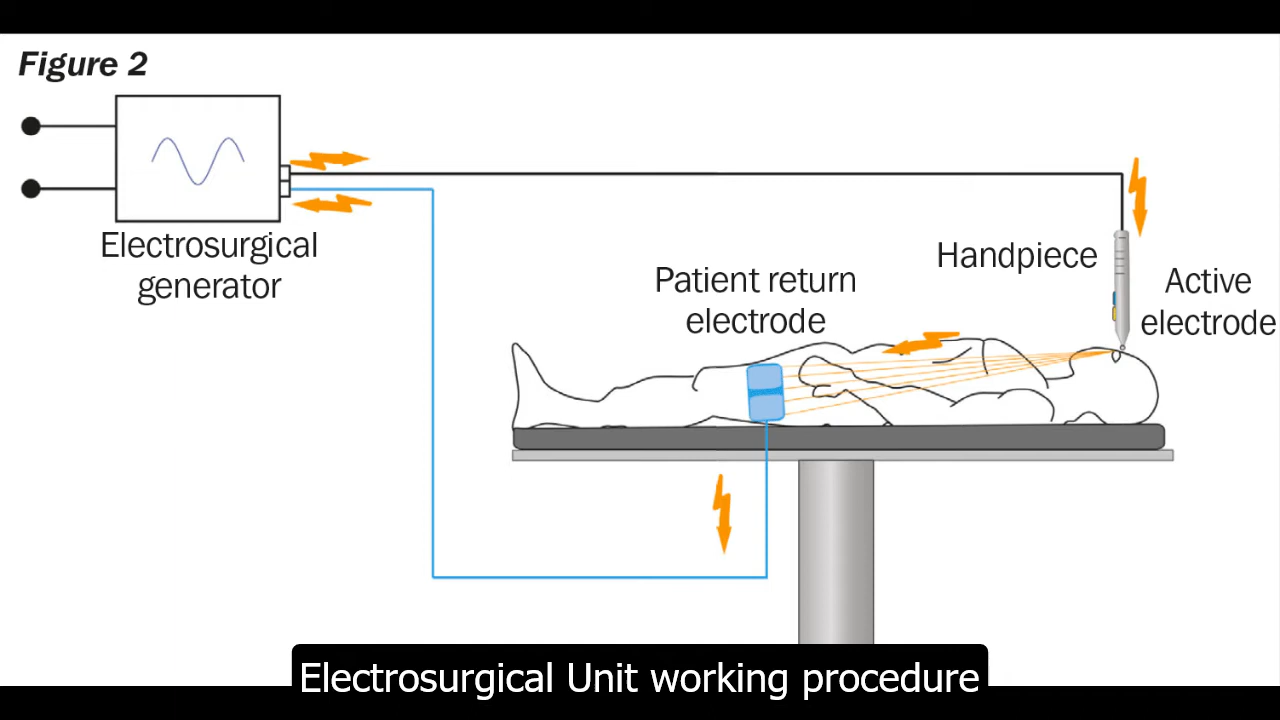 Figure 2
Electrosurgical
generator
Patient return
electrode
Handpiece
Active
electrode
Electrosurgical Unit working procedure